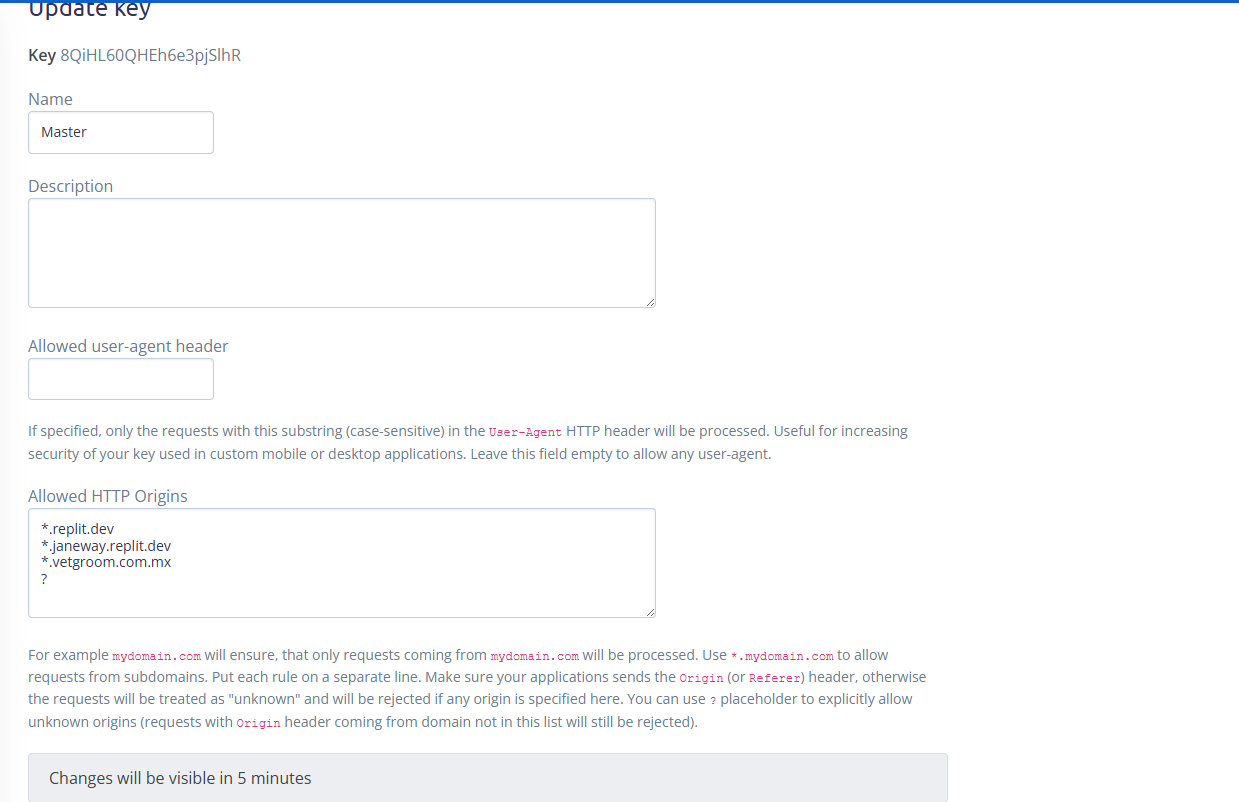 Update key
Key 8QiHL60QHEh6e3pjSlhR
Name
Master
Description
Allowed user-agent header
If specified, only the requests with this substring (case-sensitive) in the User-Agent HTTP header will be processed. Useful for increasing
security of your key used in custom mobile or desktop applications. Leave this field empty to allow any user-agent.
Allowed HTTP Origins
*.replit.dev
*.janeway.replit.dev
*.vetgroom.com.mx
?
For example mydomain.com will ensure, that only requests coming from mydomain.com will be processed. Use *.mydomain.com to allow
requests from subdomains. Put each rule on a separate line. Make sure your applications sends the Origin (or Referer) header, otherwise
the requests will be treated as "unknown" and will be rejected if any origin is specified here. You can use ? placeholder to explicitly allow
unknown origins (requests with Origin header coming from domain not in this list will still be rejected).
Changes will be visible in 5 minutes